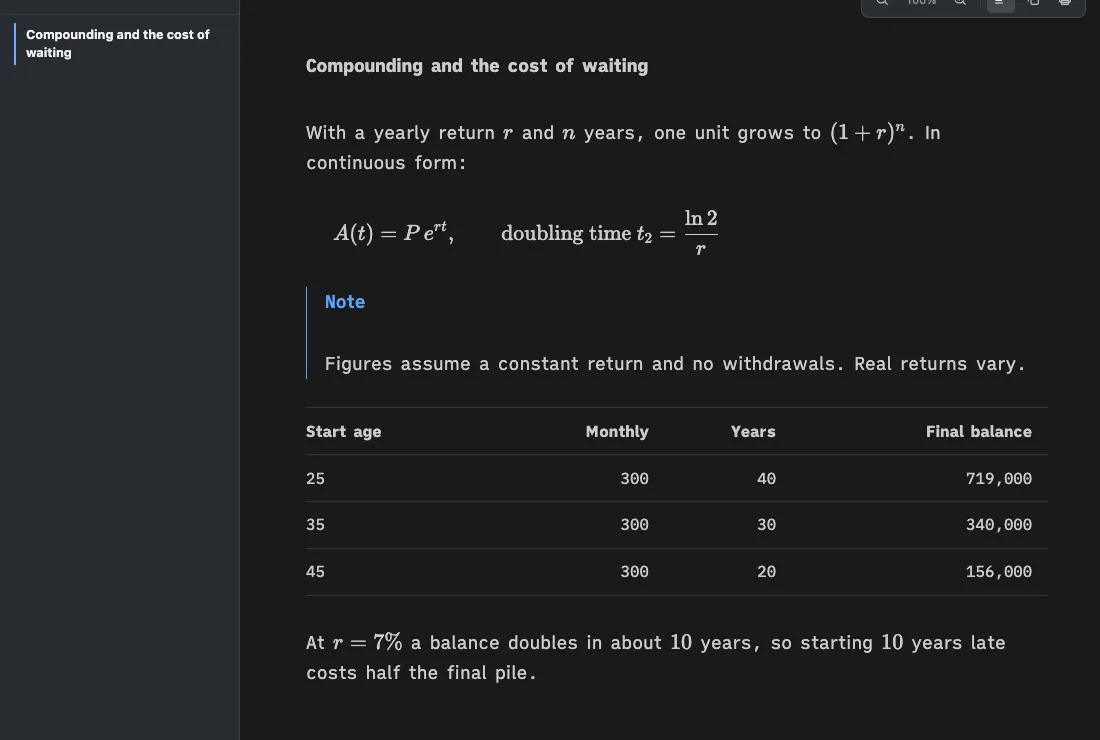 100%
Compounding and the cost of
waiting
Compounding and the cost of waiting
With a yearly return r and n years, one unit grows to (1 + r)ⁿ. In
continuous form:
A(t) = P eʳᵗ, doubling time t₂ = ln 2 / r
Note
Figures assume a constant return and no withdrawals. Real returns vary.
Start age Monthly Years Final balance
25 300 40 719,000
35 300 30 340,000
45 300 20 156,000
At r = 7% a balance doubles in about 10 years, so starting 10 years late
costs half the final pile.